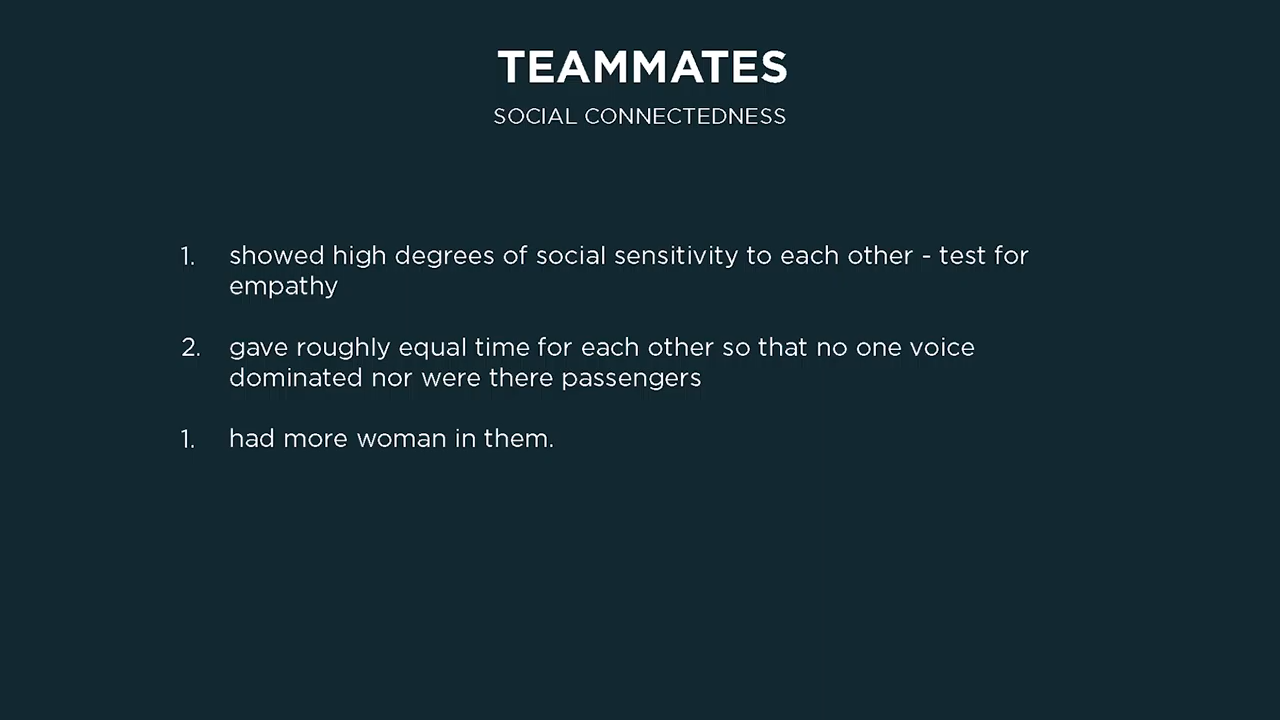 TEAMMATES
SOCIAL CONNECTEDNESS
1. showed high degrees of social sensitivity to each other - test for
empathy
2. gave roughly equal time for each other so that no one voice
dominated nor were there passengers
1. had more woman in them.